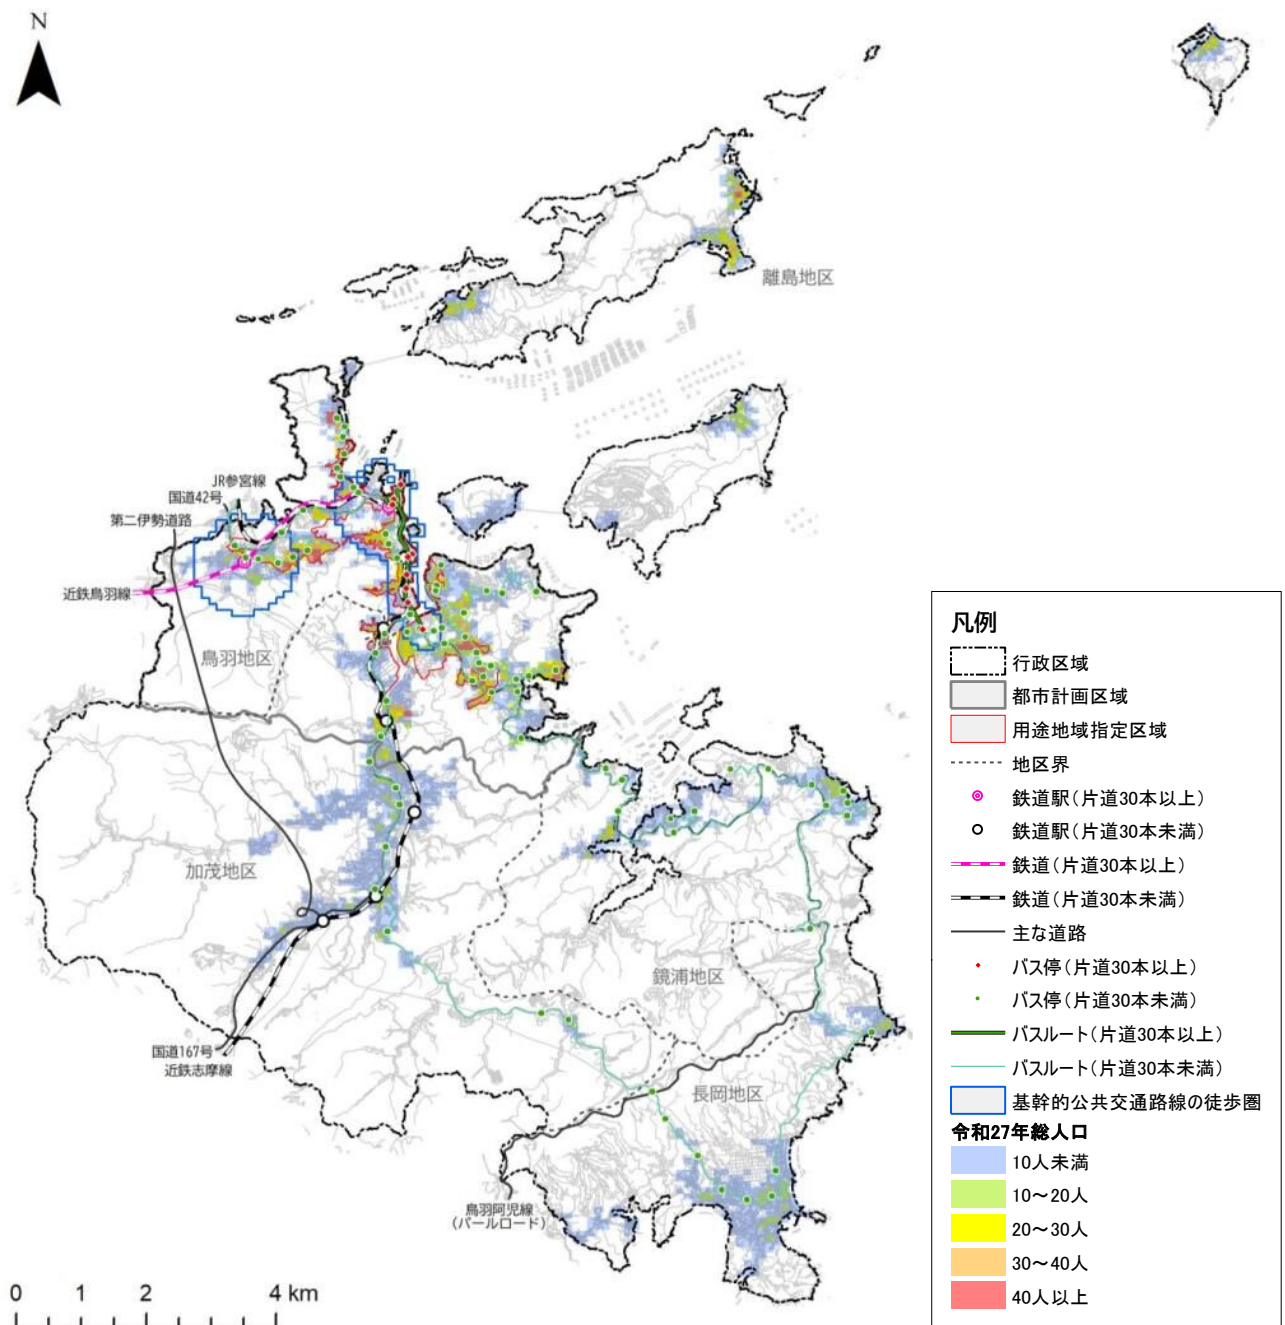 N
離島地区
JR参宮線
国道42号
第二伊勢道路
近鉄鳥羽線
鳥羽地区
加茂地区
鏡浦地区
国道167号
近鉄志摩線
長岡地区
鳥羽阿児線
(パールロード)
0 1 2 4 km
凡例
行政区域
都市計画区域
用途地域指定区域
地区界
鉄道駅(片道30本以上)
鉄道駅(片道30本未満)
鉄道(片道30本以上)
鉄道(片道30本未満)
主な道路
バス停(片道30本以上)
バス停(片道30本未満)
バスルート(片道30本以上)
バスルート(片道30本未満)
基幹的公共交通路線の徒歩圏
令和27年総人口
10人未満
10～20人
20～30人
30～40人
40人以上